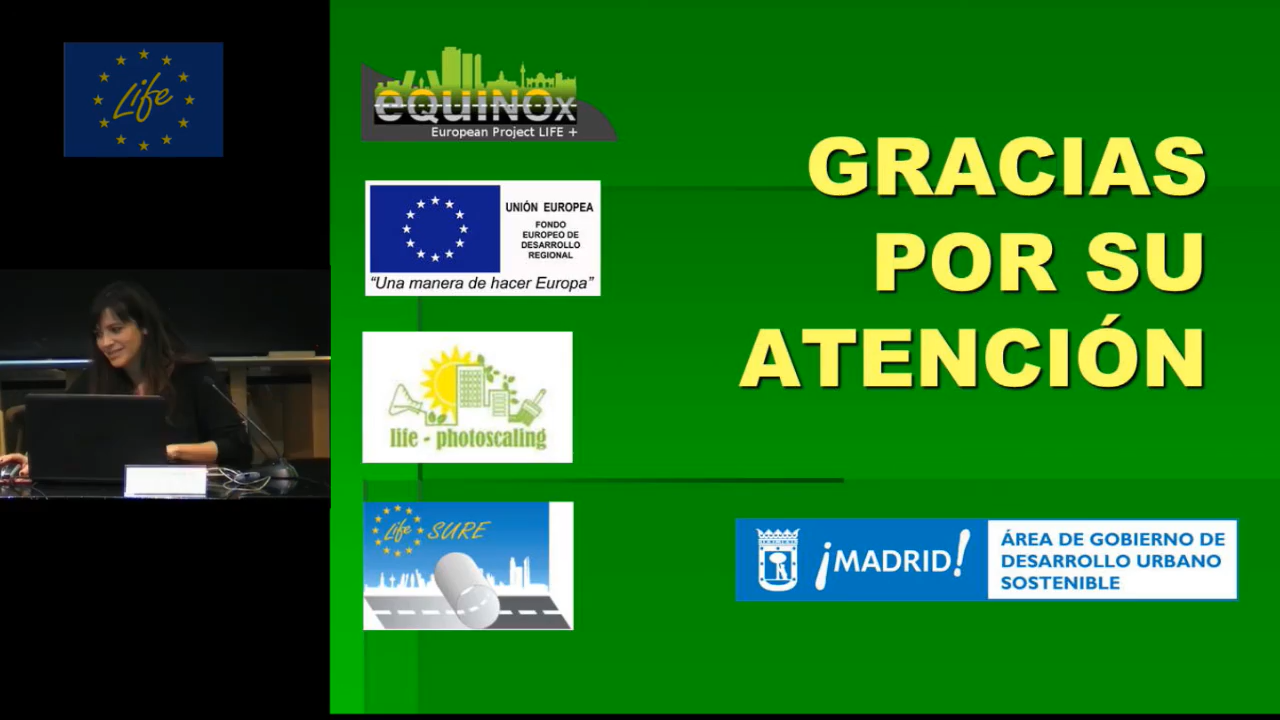 Life
eQUiNOx
European Project LIFE +
UNIÓN EUROPEA
FONDO
EUROPEO DE
DESARROLLO
REGIONAL
“Una manera de hacer Europa”
life - photoscaling
Life SURE
GRACIAS
POR SU
ATENCIÓN
¡MADRID!
ÁREA DE GOBIERNO DE
DESARROLLO URBANO
SOSTENIBLE